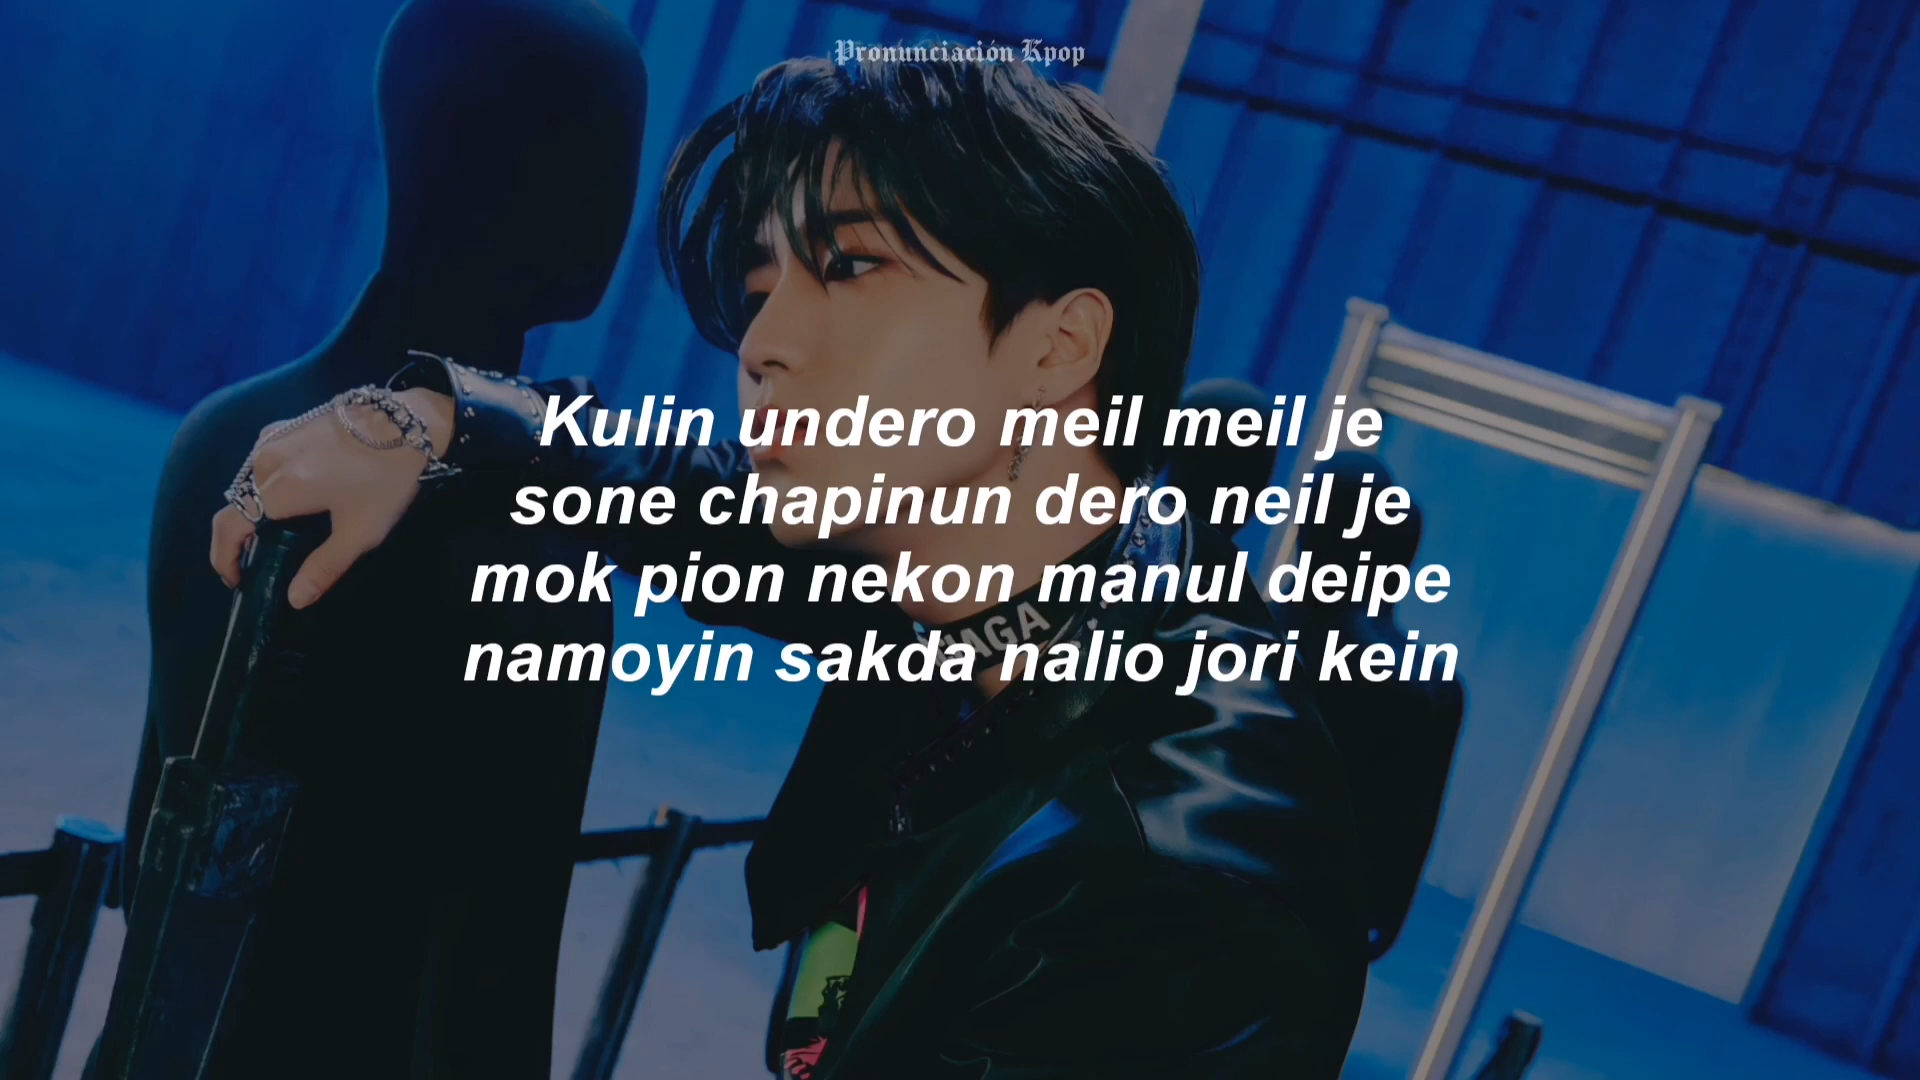 Pronunciación Kpop
Kulin undero meil meil je
sone chapinun dero neil je
mok pion nekon manul deipe
namoyin sakda nalio jori kein